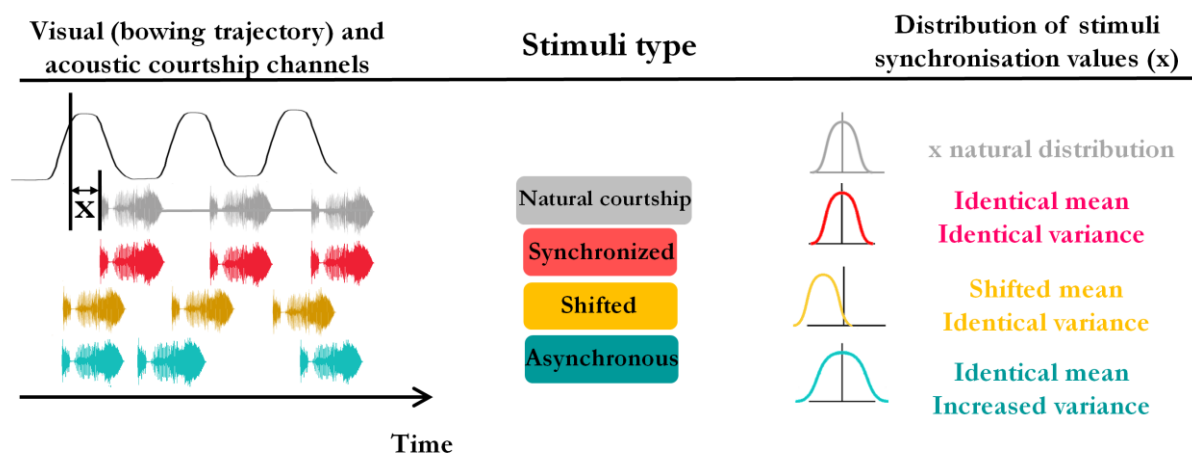 Visual (bowing trajectory) and
acoustic courtship channels
Stimuli type
Distribution of stimuli
synchronisation values (x)
X
Natural courtship
Synchronized
Shifted
Asynchronous
x natural distribution
Identical mean
Identical variance
Shifted mean
Identical variance
Identical mean
Increased variance
Time